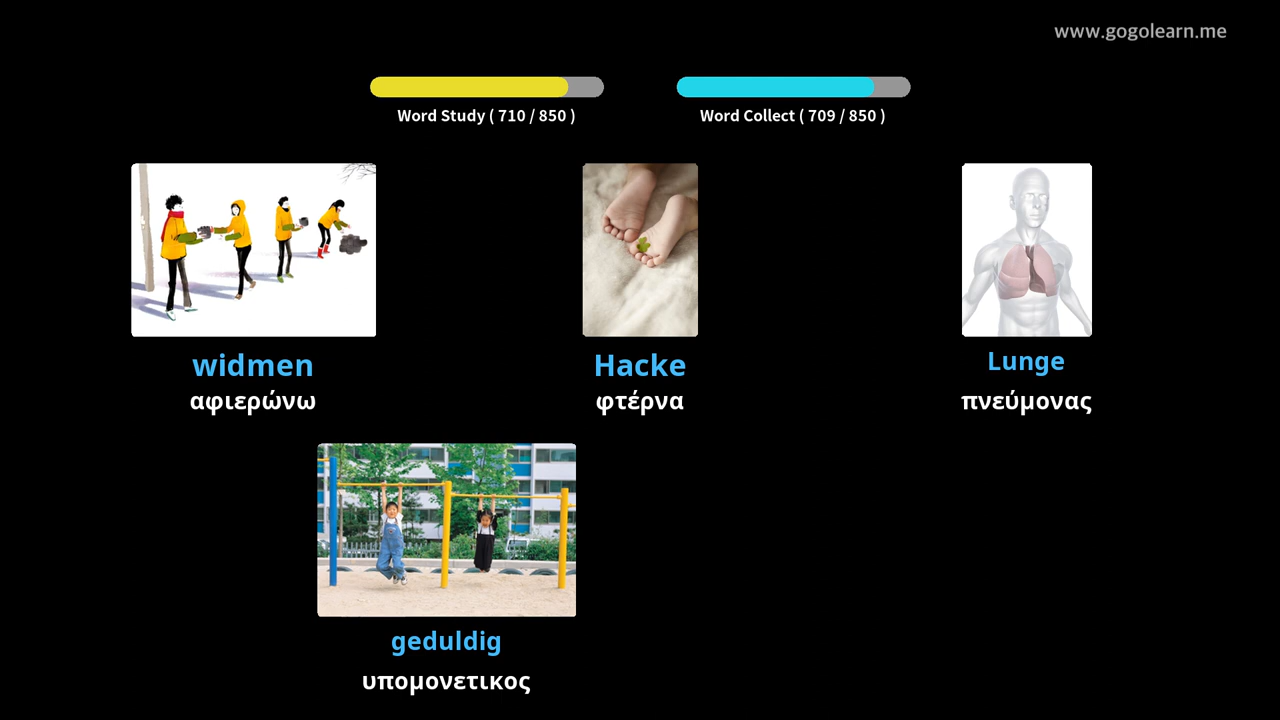 www.gogolearn.me
Word Study ( 710 / 850 )
Word Collect ( 709 / 850 )
widmen
αφιερώνω
Hacke
φτέρνα
Lunge
πνεύμονας
geduldig
υπομονετικος